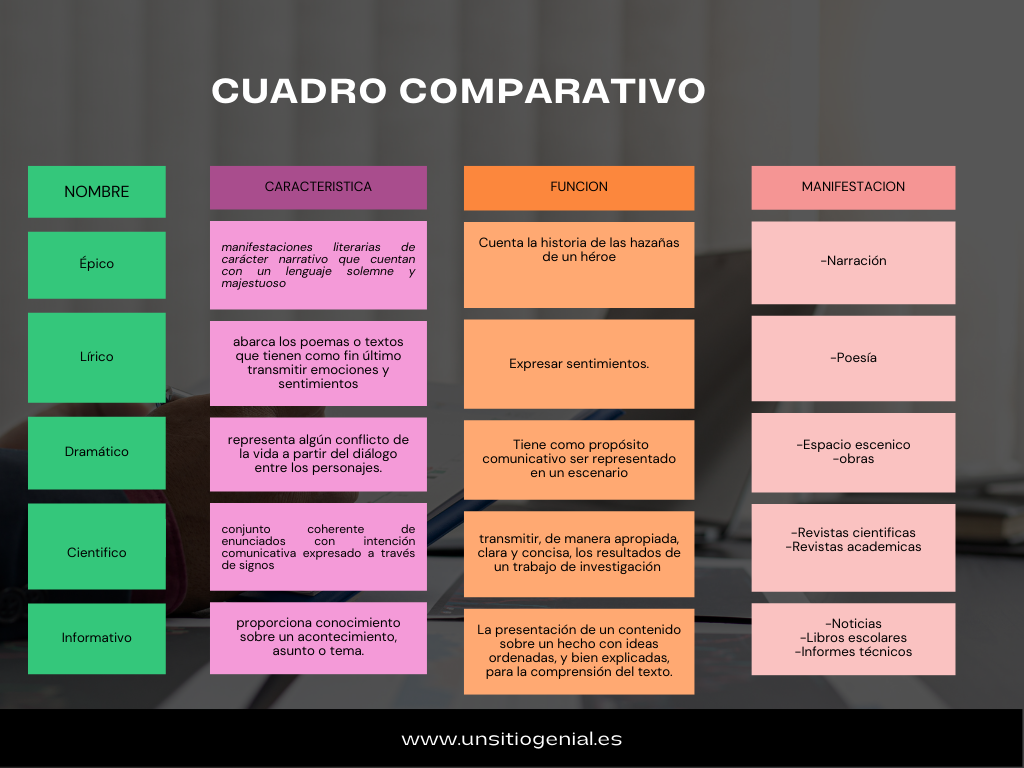 CUADRO COMPARATIVO
NOMBRE
CARACTERISTICA
FUNCION
MANIFESTACION
Épico
manifestaciones literarias de
carácter narrativo que cuentan
con un lenguaje solemne y
majestuoso
Cuenta la historia de las hazañas
de un héroe
-Narración
Lírico
abarca los poemas o textos
que tienen como fin último
transmitir emociones y
sentimientos
Expresar sentimientos.
-Poesía
Dramático
representa algún conflicto de
la vida a partir del diálogo
entre los personajes.
Tiene como propósito
comunicativo ser representado
en un escenario
-Espacio escenico
-obras
Cientifico
conjunto coherente de
enunciados con intención
comunicativa expresado a través
de signos
transmitir, de manera apropiada,
clara y concisa, los resultados de
un trabajo de investigación
-Revistas cientificas
-Revistas academicas
Informativo
proporciona conocimiento
sobre un acontecimiento,
asunto o tema.
La presentación de un contenido
sobre un hecho con ideas
ordenadas, y bien explicadas,
para la comprensión del texto.
-Noticias
-Libros escolares
-Informes técnicos
www.unsitiogenial.es